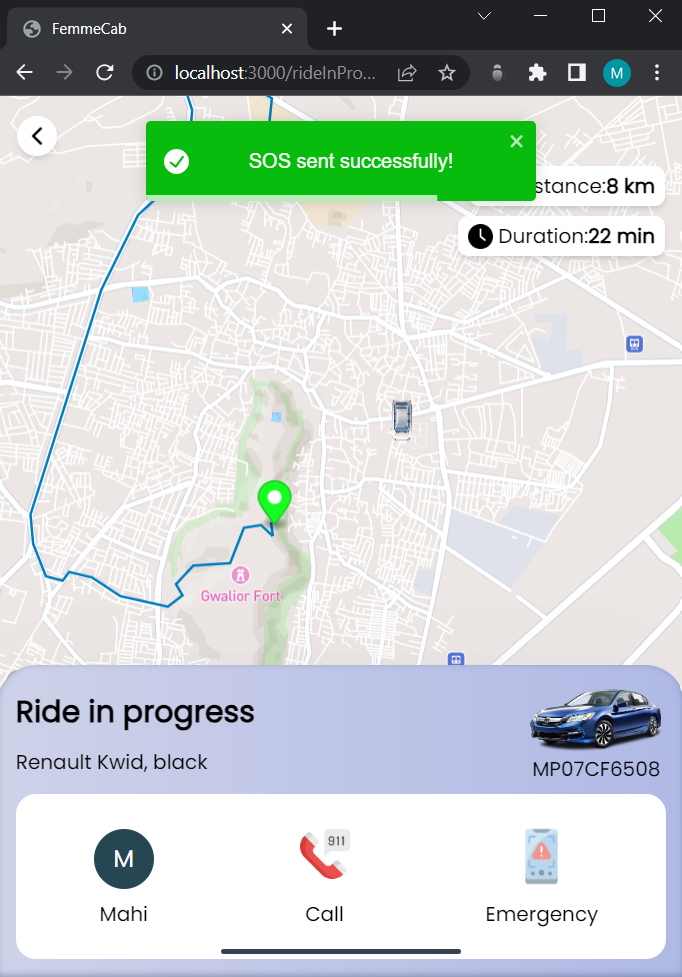 FemmeCab
localhost:3000/rideInPro...
M
SOS sent successfully!
stance:8 km
Duration:22 min
Gwalior Fort
Ride in progress
Renault Kwid, black
MP07CF6508
M
911
Mahi
Call
Emergency